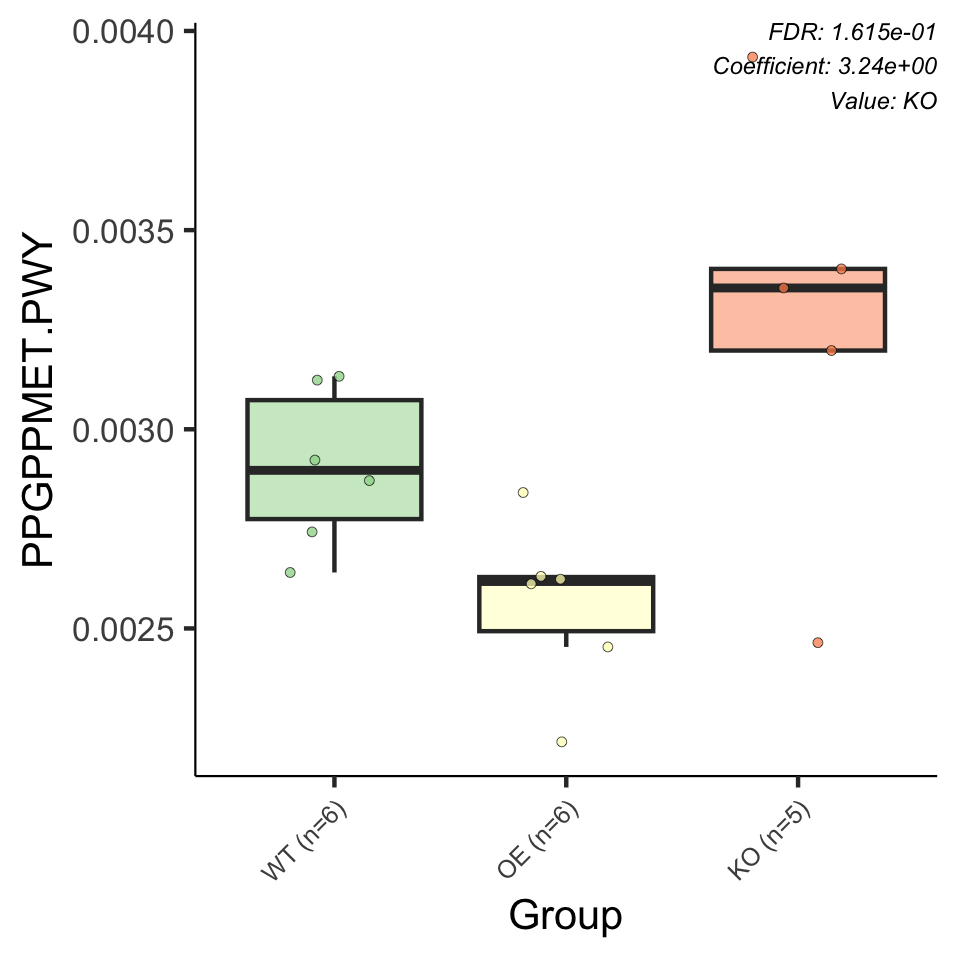 FDR: 1.615e-01
Coefficient: 3.24e+00
Value: KO
0.0040
0.0035
0.0030
0.0025
PPGPPMET.PWY
WT (n=6)
OE (n=6)
KO (n=5)
Group